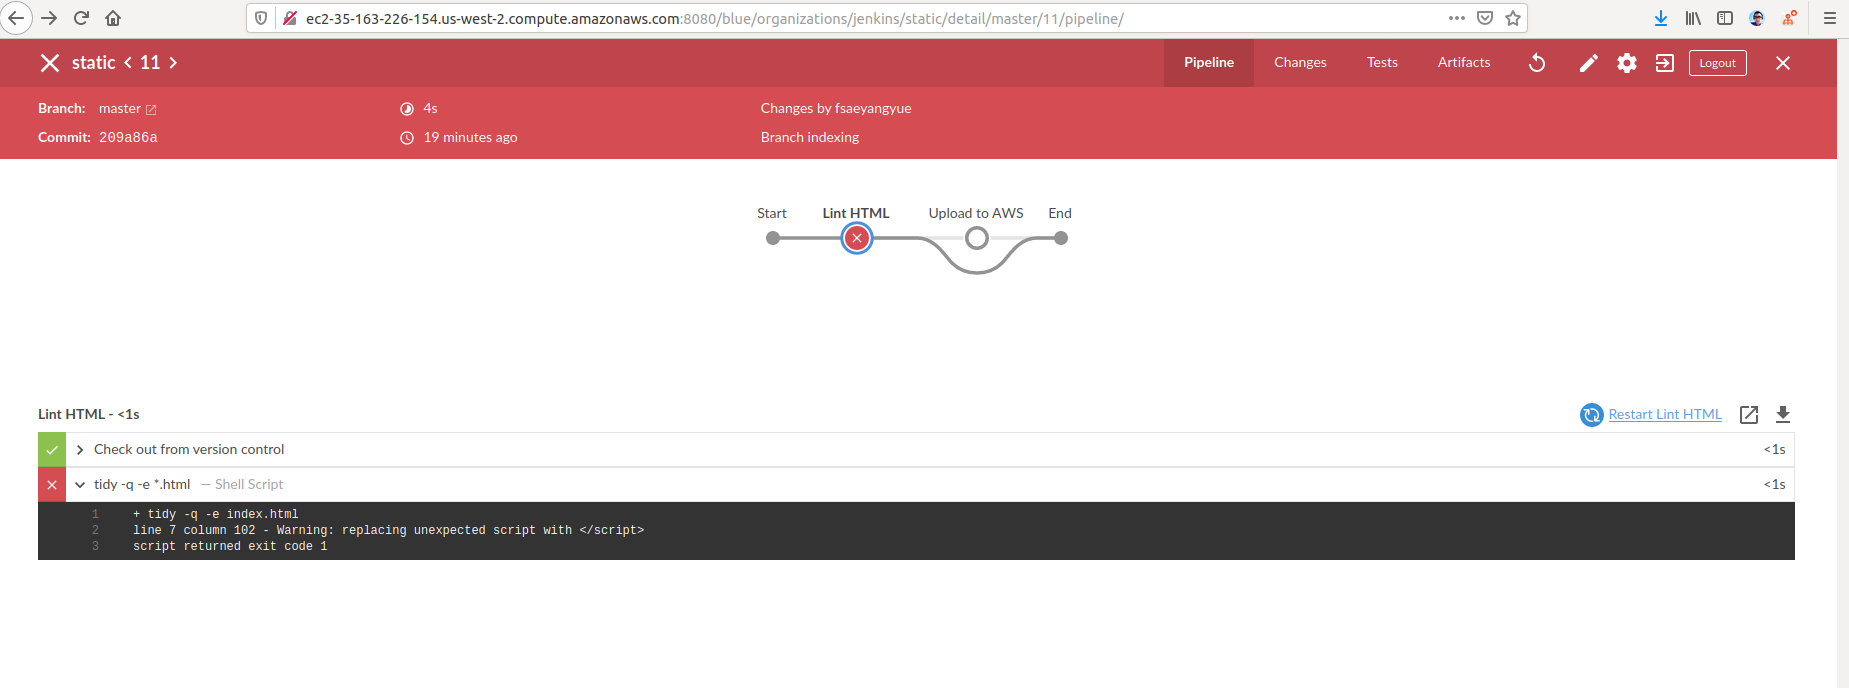 ec2-35-163-226-154.us-west-2.compute.amazonaws.com:8080/blue/organizations/jenkins/static/detail/master/11/pipeline/
static < 11 >
Pipeline Changes Tests Artifacts Logout
Branch: master 4s Changes by fsaeyangyue
Commit: 209a86a 19 minutes ago Branch indexing
Start Lint HTML Upload to AWS End
Lint HTML - <1s Restart Lint HTML
Check out from version control <1s
tidy -q -e *.html — Shell Script <1s
1 + tidy -q -e index.html
2 line 7 column 102 - Warning: replacing unexpected script with </script>
3 script returned exit code 1